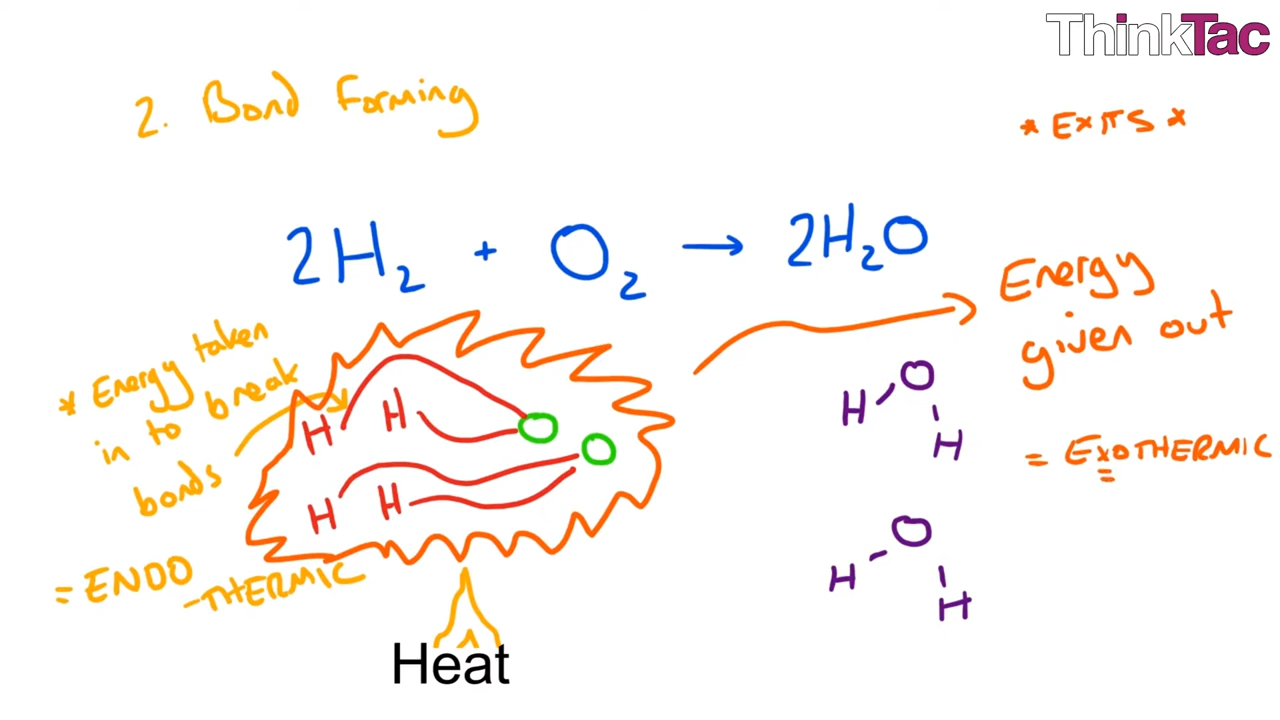 ThinkTac
2. Bond Forming
* EXITS *
2H₂ + O₂ → 2H₂O
Energy
given out
* Energy taken
in to break
bonds
H H O
O
H H
= ENDO
-THERMIC
Heat
O
H H
= EXOTHERMIC
O
H
H